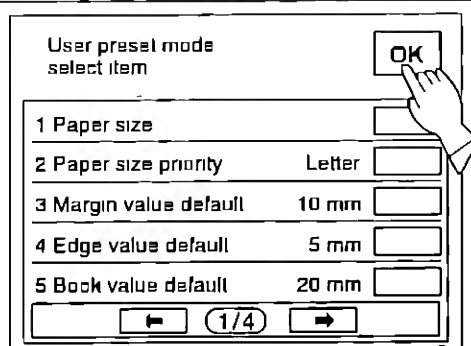 User preset mode
select item
OK
1 Paper size
2 Paper size priority Letter
3 Margin value default 10 mm
4 Edge value default 5 mm
5 Book value default 20 mm
1/4